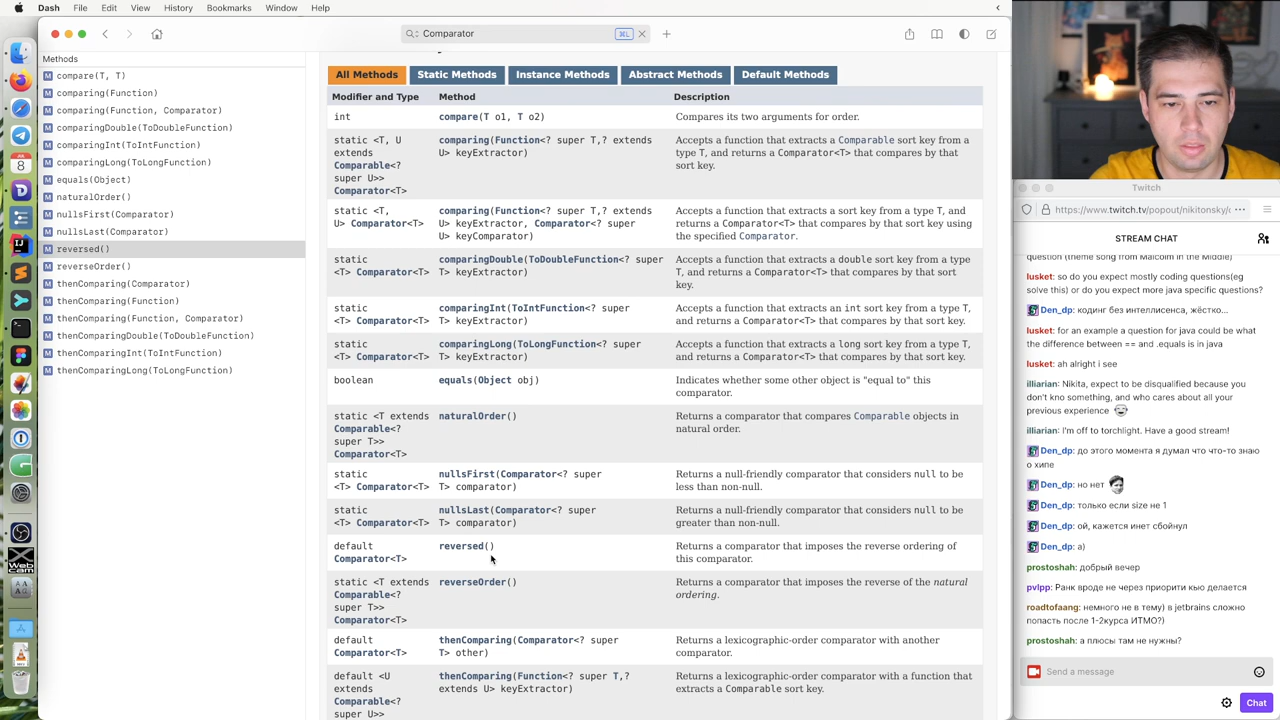 Dash File Edit View History Bookmarks Window Help
Comparator
⌘L
Methods
M compare(T, T)
M comparing(Function)
M comparing(Function, Comparator)
M comparingDouble(ToDoubleFunction)
M comparingInt(ToIntFunction)
M comparingLong(ToLongFunction)
M equals(Object)
M naturalOrder()
M nullsFirst(Comparator)
M nullsLast(Comparator)
M reversed()
M reverseOrder()
M thenComparing(Comparator)
M thenComparing(Function)
M thenComparing(Function, Comparator)
M thenComparingDouble(ToDoubleFunction)
M thenComparingInt(ToIntFunction)
M thenComparingLong(ToLongFunction)
All Methods Static Methods Instance Methods Abstract Methods Default Methods
Modifier and Type Method Description
int compare(T o1, T o2) Compares its two arguments for order.
static <T, U comparing(Function<? super T,? extends Accepts a function that extracts a Comparable sort key from a
extends U> keyExtractor) type T, and returns a Comparator<T> that compares by that
Comparable<? sort key.
super U>>
Comparator<T>
static <T, comparing(Function<? super T,? extends Accepts a function that extracts a sort key from a type T, and
U> Comparator<T> U> keyExtractor, Comparator<? super returns a Comparator<T> that compares by that sort key using
U> keyComparator) the specified Comparator.
static comparingDouble(ToDoubleFunction<? super Accepts a function that extracts a double sort key from a type
<T> Comparator<T> T> keyExtractor) T, and returns a Comparator<T> that compares by that sort
key.
static comparingInt(ToIntFunction<? super Accepts a function that extracts an int sort key from a type T,
<T> Comparator<T> T> keyExtractor) and returns a Comparator<T> that compares by that sort key.
static comparingLong(ToLongFunction<? super Accepts a function that extracts a long sort key from a type T,
<T> Comparator<T> T> keyExtractor) and returns a Comparator<T> that compares by that sort key.
boolean equals(Object obj) Indicates whether some other object is "equal to" this
comparator.
static <T extends naturalOrder() Returns a comparator that compares Comparable objects in
Comparable<? natural order.
super T>>
Comparator<T>
static nullsFirst(Comparator<? super Returns a null-friendly comparator that considers null to be
<T> Comparator<T> T> comparator) less than non-null.
static nullsLast(Comparator<? super Returns a null-friendly comparator that considers null to be
<T> Comparator<T> T> comparator) greater than non-null.
default reversed() Returns a comparator that imposes the reverse ordering of
Comparator<T> this comparator.
static <T extends reverseOrder() Returns a comparator that imposes the reverse of the natural
Comparable<? ordering.
super T>>
Comparator<T>
default thenComparing(Comparator<? super Returns a lexicographic-order comparator with another
Comparator<T> T> other) comparator.
default <U thenComparing(Function<? super T,? Returns a lexicographic-order comparator with a function that
extends extends U> keyExtractor) extracts a Comparable sort key.
Comparable<?
super U>>
Twitch
https://www.twitch.tv/popout/nikitonsky/c
STREAM CHAT
question (theme song from Malcolm in the Middle)
lusket: so do you expect mostly coding questions(eg
solve this) or do you expect more java specific questions?
Den_dp: кодинг без интеллисенса, жёстко...
lusket: for an example a question for java could be what
the difference between == and .equals is in java
lusket: ah alright i see
illiarian: Nikita, expect to be disqualified because you
don't kno something, and who cares about all your
previous experience
illiarian: I'm off to torchlight. Have a good stream!
Den_dp: до этого момента я думал что что-то знаю
о хипе
Den_dp: но нет
Den_dp: только если size не 1
Den_dp: ой, кажется инет сбойнул
Den_dp: а)
prostoshah: добрый вечер
pvlpp: Ранк вроде не через приорити кью делается
roadtofaang: немного не в тему) в jetbrains сложно
попасть после 1-2курса ИТМО?)
prostoshah: а плюсы там не нужны?
Send a message
Chat